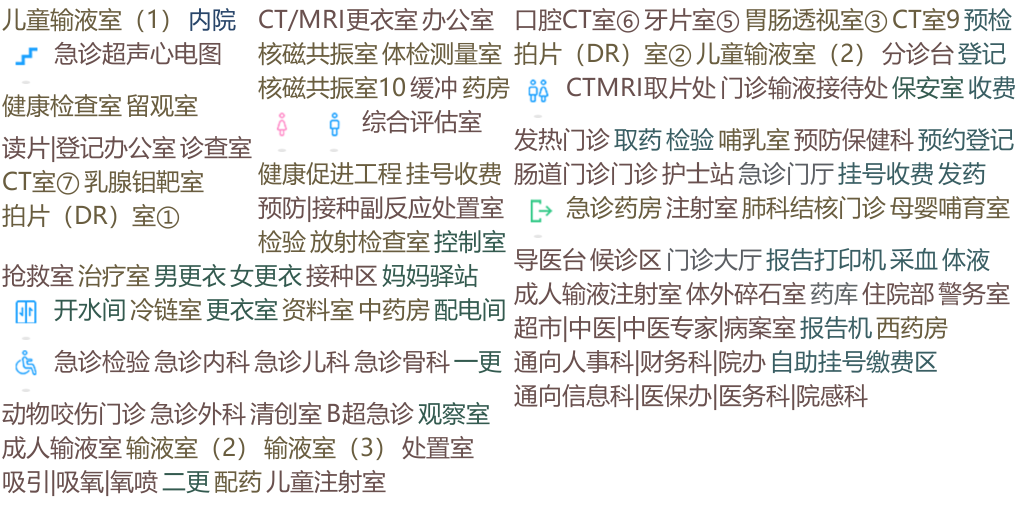 儿童输液室（1） 内院
急诊超声心电图
健康检查室 留观室
读片|登记办公室 诊查室
CT室⑦ 乳腺钼靶室
拍片（DR）室①
CT/MRI更衣室 办公室
核磁共振室 体检测量室
核磁共振室10 缓冲 药房
综合评估室
健康促进工程 挂号收费
预防|接种副反应处置室
检验 放射检查室 控制室
抢救室 治疗室 男更衣 女更衣 接种区 妈妈驿站
开水间 冷链室 更衣室 资料室 中药房 配电间
急诊检验 急诊内科 急诊儿科 急诊骨科 一更
动物咬伤门诊 急诊外科 清创室 B超急诊 观察室
成人输液室 输液室（2） 输液室（3） 处置室
吸引|吸氧|氧喷 二更 配药 儿童注射室
口腔CT室⑥ 牙片室⑤ 胃肠透视室③ CT室9 预检
拍片（DR）室② 儿童输液室（2） 分诊台 登记
CTMRI取片处 门诊输液接待处 保安室 收费
发热门诊 取药 检验 哺乳室 预防保健科 预约登记
肠道门诊门诊 护士站 急诊门厅 挂号收费 发药
急诊药房 注射室 肺科结核门诊 母婴哺育室
导医台 候诊区 门诊大厅 报告打印机 采血 体液
成人输液注射室 体外碎石室 药库 住院部 警务室
超市|中医|中医专家|病案室 报告机 西药房
通向人事科|财务科|院办 自助挂号缴费区
通向信息科|医保办|医务科|院感科